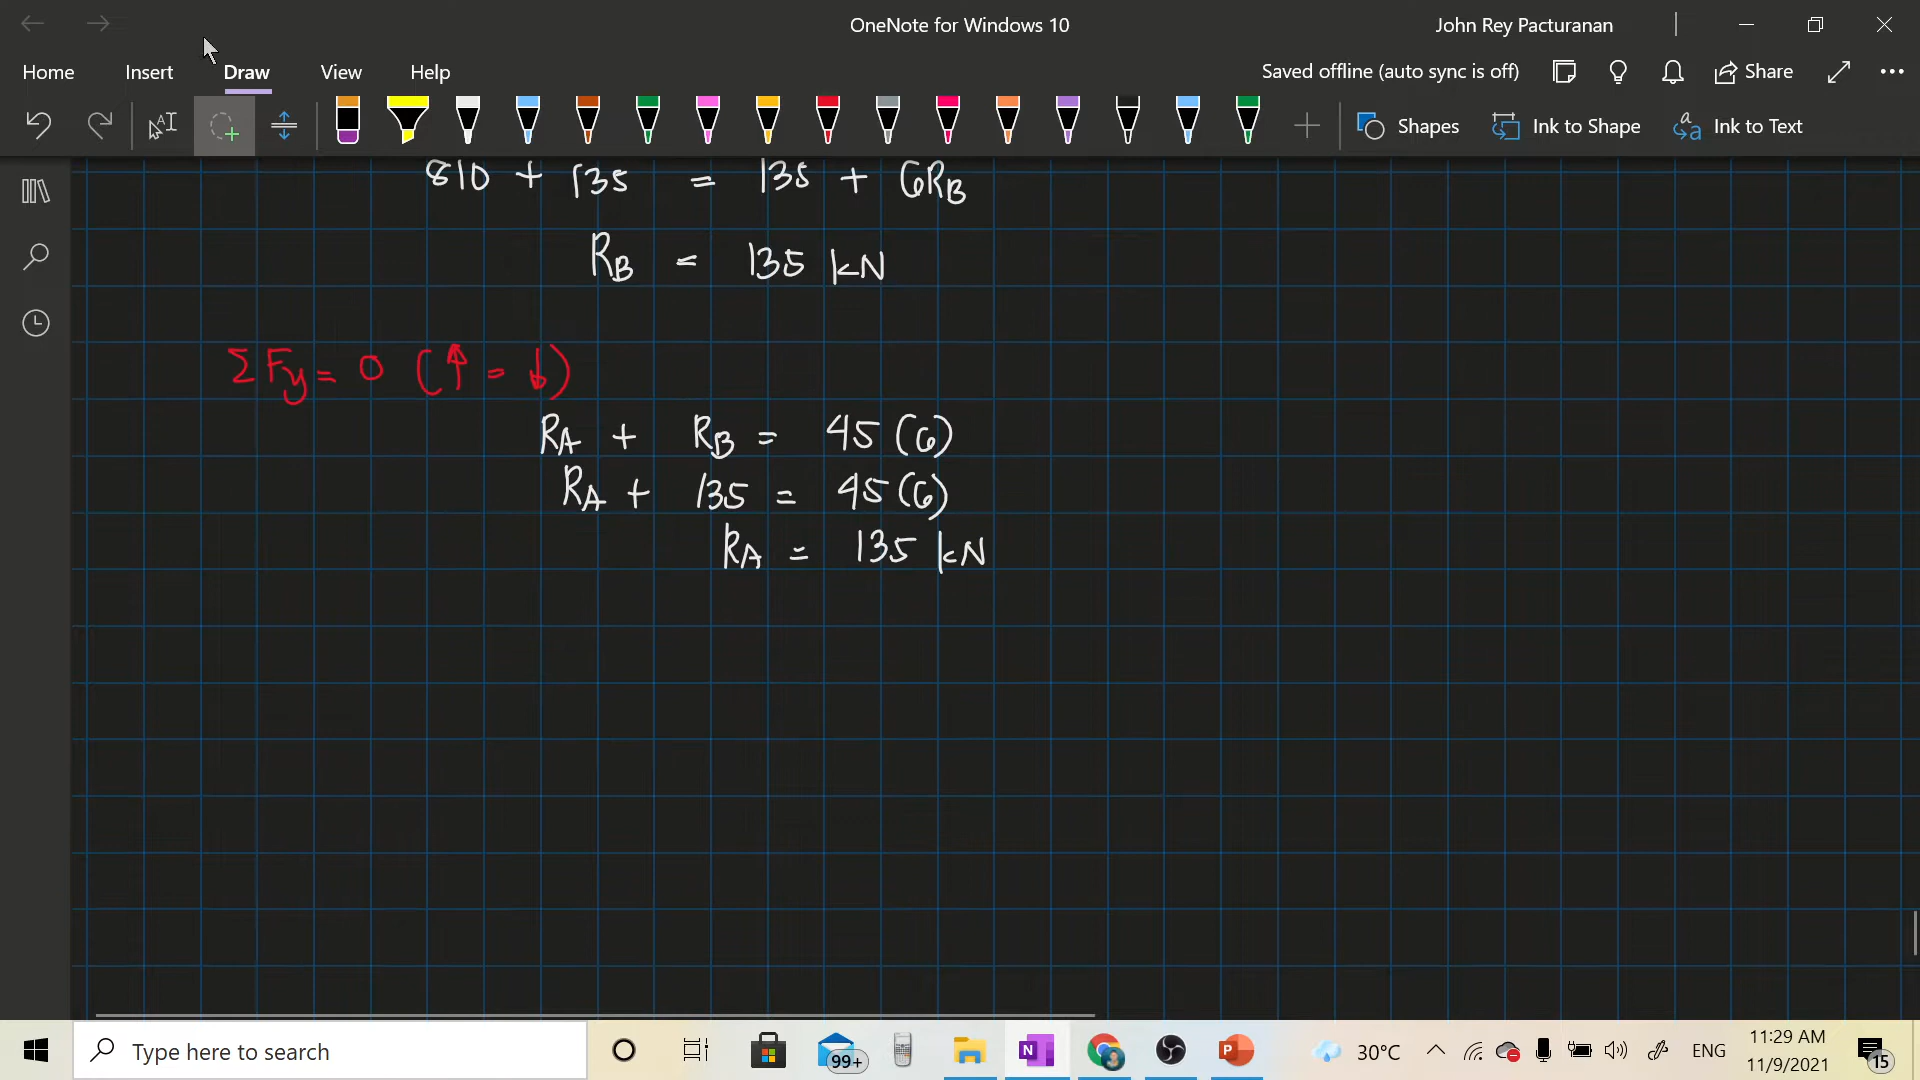 OneNote for Windows 10
John Rey Pacturanan
Home Insert Draw View Help
Saved offline (auto sync is off)
Share
Shapes
Ink to Shape
Ink to Text
810 + 135 = 135 + 6RB
RB = 135 kN
ΣFy = 0 (↑ = ↓)
RA + RB = 45 (6)
RA + 135 = 45 (6)
RA = 135 kN
Type here to search
99+
30°C
ENG
11:29 AM
11/9/2021
15